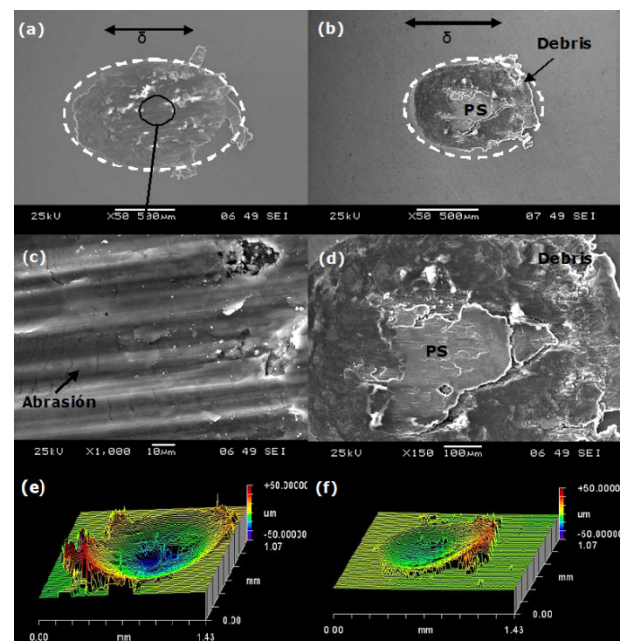 (a)
δ
25kV X50 500μm 06 49 SEI
(b)
δ
Debris
PS
25kV X50 500μm 07 49 SEI
(c)
Abrasión
25kV X1,000 10μm 06 49 SEI
(d)
Debris
PS
25kV X150 100μm 06 49 SEI
(e)
+50.00000
um
-50.00000
1.07
mm
0.00
0.00 mm 1.43
(f)
+50.0000
um
-50.0000
1.07
mm
0.00
0.00 mm 1.43